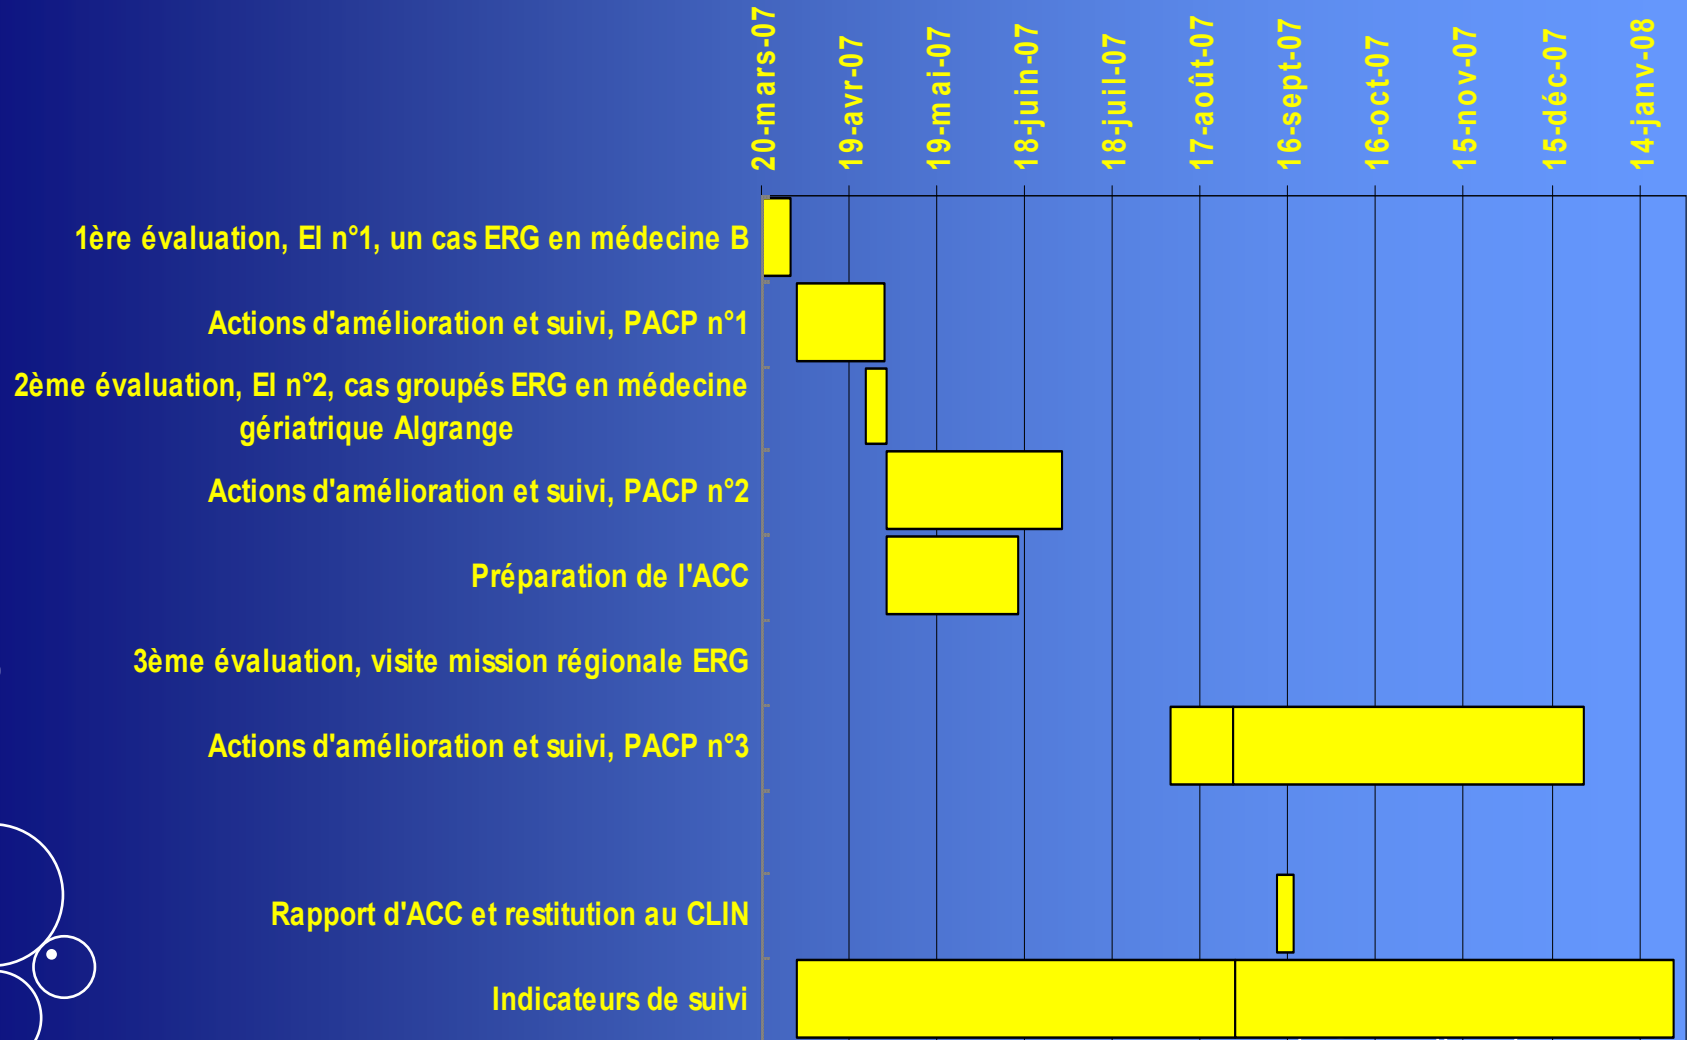 20-mars-07
19-avr-07
19-mai-07
18-juin-07
18-juil-07
17-août-07
16-sept-07
16-oct-07
15-nov-07
15-déc-07
14-janv-08
1ère évaluation, EI n°1, un cas ERG en médecine B
Actions d'amélioration et suivi, PACP n°1
2ème évaluation, EI n°2, cas groupés ERG en médecine
gériatrique Algrange
Actions d'amélioration et suivi, PACP n°2
Préparation de l'ACC
3ème évaluation, visite mission régionale ERG
Actions d'amélioration et suivi, PACP n°3
Rapport d'ACC et restitution au CLIN
Indicateurs de suivi